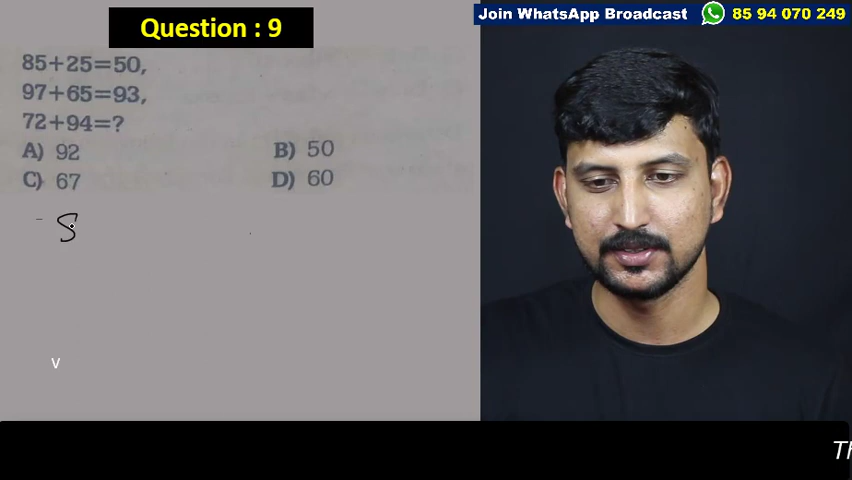 Question : 9
Join WhatsApp Broadcast 85 94 070 249
85+25=50,
97+65=93,
72+94=?
A) 92 B) 50
C) 67 D) 60
8
v